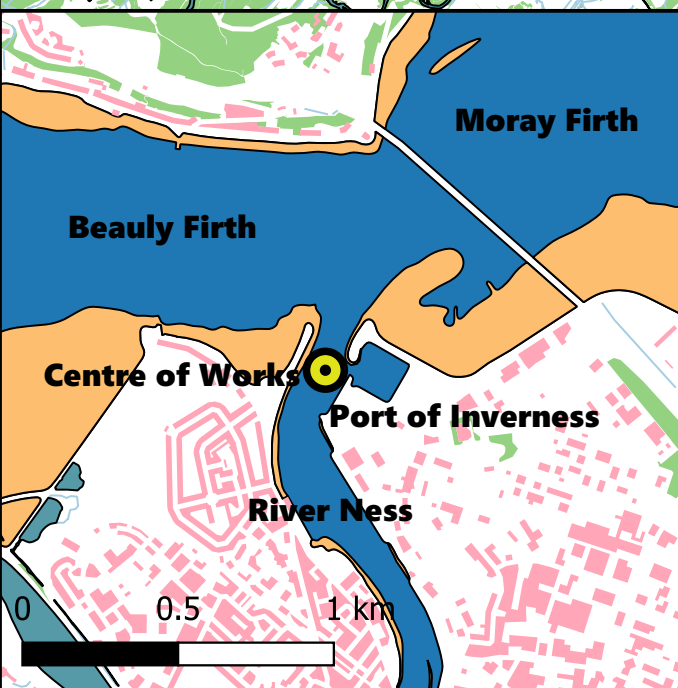 Moray Firth
Beauly Firth
Centre of Works
Port of Inverness
River Ness
0 0.5 1 km